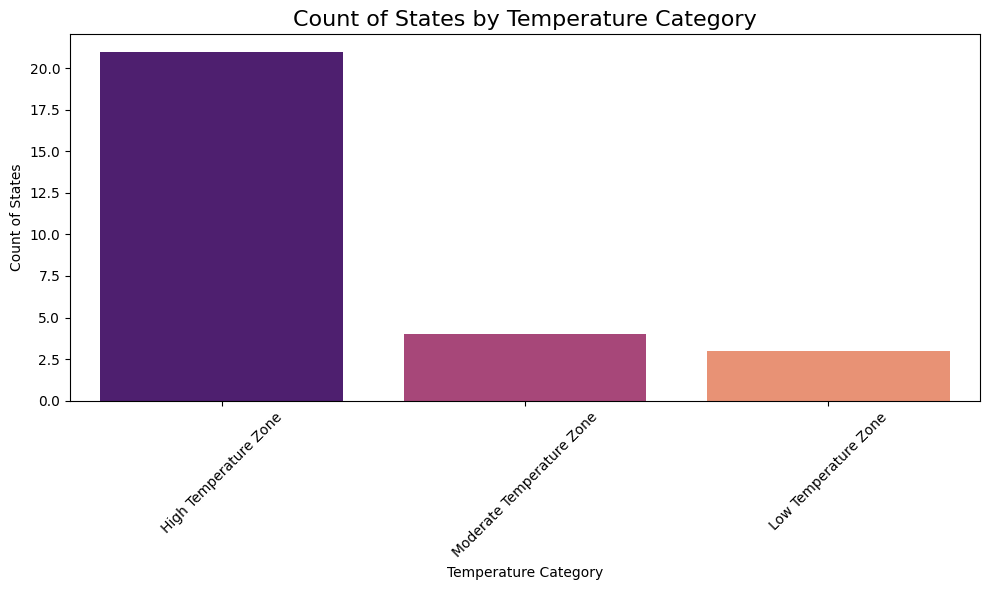 Count of States by Temperature Category
Count of States
20.0
17.5
15.0
12.5
10.0
7.5
5.0
2.5
0.0
High Temperature Zone
Moderate Temperature Zone
Low Temperature Zone
Temperature Category